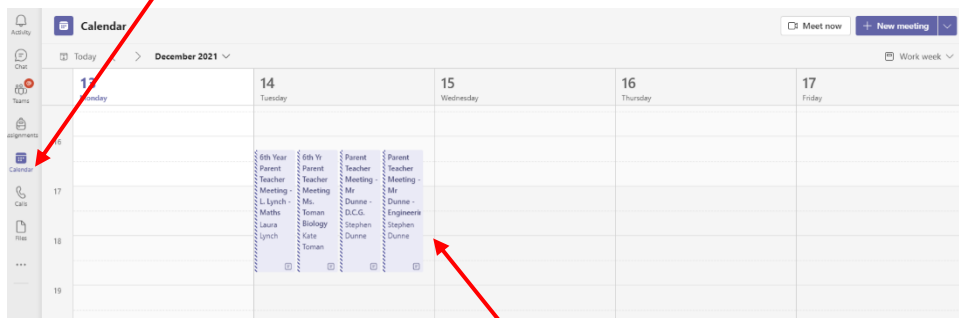 Activity
Chat
Teams
Assignments
Calendar
Calls
Files
...
Calendar
Meet now
+ New meeting
Today
December 2021
Work week
13
Monday
14
Tuesday
15
Wednesday
16
Thursday
17
Friday
16
17
18
19
6th Year
Parent
Teacher
Meeting -
L. Lynch -
Maths
Laura
Lynch
6th Yr
Parent
Teacher
Meeting
Ms.
Toman
Biology
Kate
Toman
Parent
Teacher
Meeting -
Mr
Dunne -
D.C.G.
Stephen
Dunne
Parent
Teacher
Meeting -
Mr
Dunne -
Engineerin
Stephen
Dunne